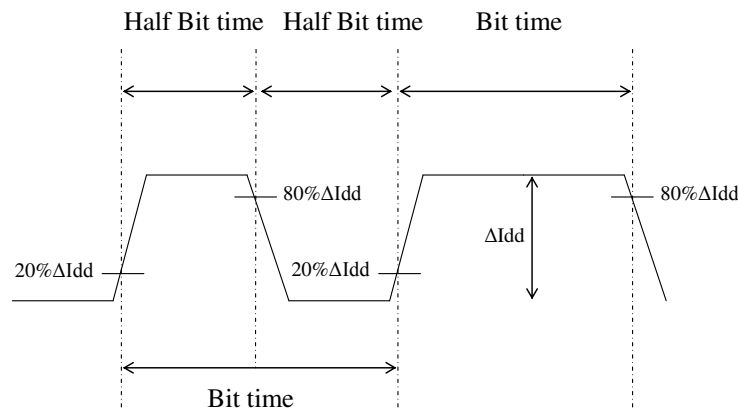 Half Bit time Half Bit time Bit time
80%ΔIdd 80%ΔIdd
ΔIdd
20%ΔIdd 20%ΔIdd
Bit time